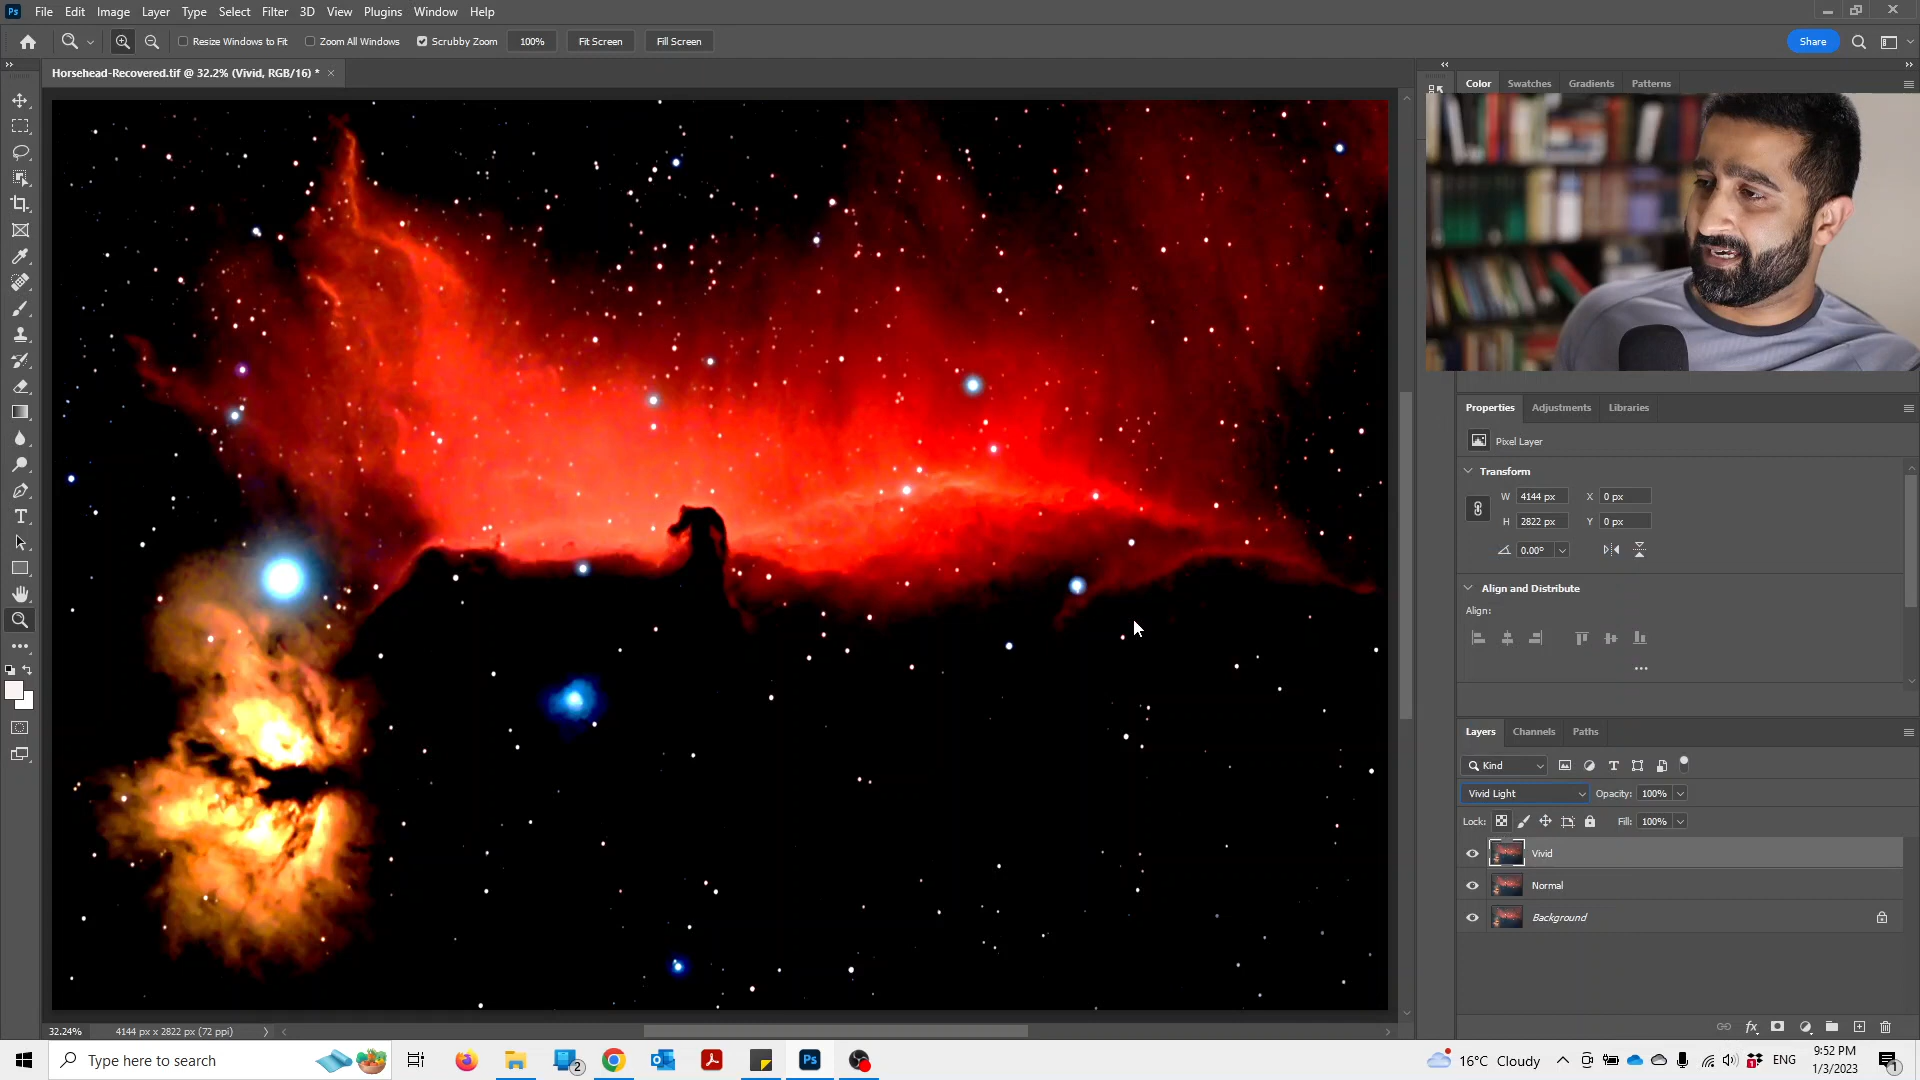 Ps File Edit Image Layer Type Select Filter 3D View Plugins Window Help
Resize Windows to Fit Zoom All Windows Scrubby Zoom 100% Fit Screen Fill Screen Share
Horsehead-Recovered.tif @ 32.2% (Vivid, RGB/16) * ×
Color Swatches Gradients Patterns
Properties Adjustments Libraries
Pixel Layer
Transform
W 4144 px X 0 px
H 2822 px Y 0 px
0.00°
Align and Distribute
Align:
Layers Channels Paths
Kind
Vivid Light Opacity: 100%
Lock: Fill: 100%
Vivid
Normal
Background
fx
32.24% 4144 px x 2822 px (72 ppi)
Type here to search
2
Ps
16°C Cloudy
ENG
9:52 PM
1/3/2023
1